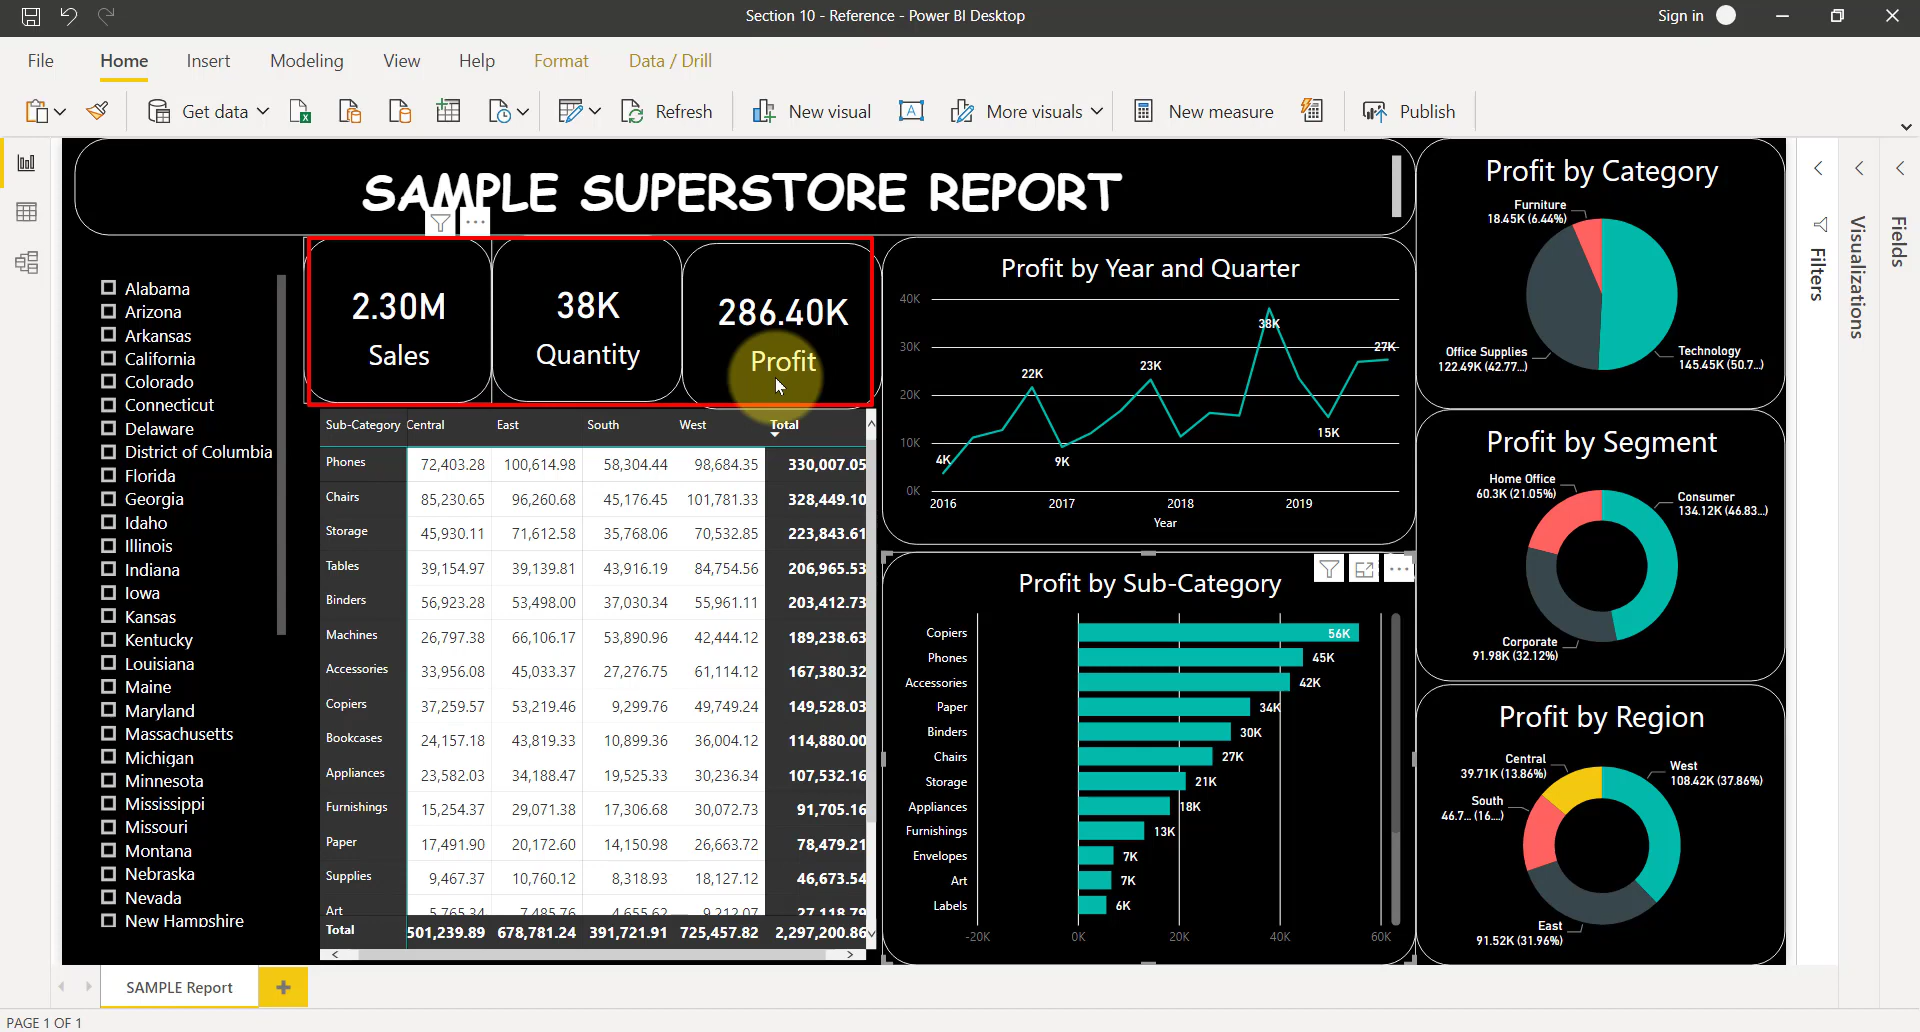 Section 10 - Reference - Power BI Desktop
Sign in
File Home Insert Modeling View Help Format Data / Drill
Get data Refresh New visual More visuals New measure Publish
SAMPLE SUPERSTORE REPORT
Alabama
Arizona
Arkansas
California
Colorado
Connecticut
Delaware
District of Columbia
Florida
Georgia
Idaho
Illinois
Indiana
Iowa
Kansas
Kentucky
Louisiana
Maine
Maryland
Massachusetts
Michigan
Minnesota
Mississippi
Missouri
Montana
Nebraska
Nevada
New Hampshire
2.30M
Sales
38K
Quantity
286.40K
Profit
Sub-Category Central East South West Total
Phones 72,403.28 100,614.98 58,304.44 98,684.35 330,007.05
Chairs 85,230.65 96,260.68 45,176.45 101,781.33 328,449.10
Storage 45,930.11 71,612.58 35,768.06 70,532.85 223,843.61
Tables 39,154.97 39,139.81 43,916.19 84,754.56 206,965.53
Binders 56,923.28 53,498.00 37,030.34 55,961.11 203,412.73
Machines 26,797.38 66,106.17 53,890.96 42,444.12 189,238.63
Accessories 33,956.08 45,033.37 27,276.75 61,114.12 167,380.32
Copiers 37,259.57 53,219.46 9,299.76 49,749.24 149,528.03
Bookcases 24,157.18 43,819.33 10,899.36 36,004.12 114,880.00
Appliances 23,582.03 34,188.47 19,525.33 30,236.34 107,532.16
Furnishings 15,254.37 29,071.38 17,306.68 30,072.73 91,705.16
Paper 17,491.90 20,172.60 14,150.98 26,663.72 78,479.21
Supplies 9,467.37 10,760.12 8,318.93 18,127.12 46,673.54
Art 5,765.34 7,485.76 4,655.62 9,212.07 27,118.79
Total 501,239.89 678,781.24 391,721.91 725,457.82 2,297,200.86
Profit by Year and Quarter
40K
30K
20K
10K
0K
4K
22K
9K
23K
38K
15K
27K
2016 2017 2018 2019
Year
Profit by Sub-Category
Copiers 56K
Phones 45K
Accessories 42K
Paper 34K
Binders 30K
Chairs 27K
Storage 21K
Appliances 18K
Furnishings 13K
Envelopes 7K
Art 7K
Labels 6K
-20K 0K 20K 40K 60K
Profit by Category
Furniture
18.45K (6.44%)
Office Supplies
122.49K (42.77...)
Technology
145.45K (50.7...)
Profit by Segment
Home Office
60.3K (21.05%)
Consumer
134.12K (46.83...)
Corporate
91.98K (32.12%)
Profit by Region
Central
39.71K (13.86%)
West
108.42K (37.86%)
South
46.7... (16....)
East
91.52K (31.96%)
Filters
Visualizations
Fields
SAMPLE Report
PAGE 1 OF 1